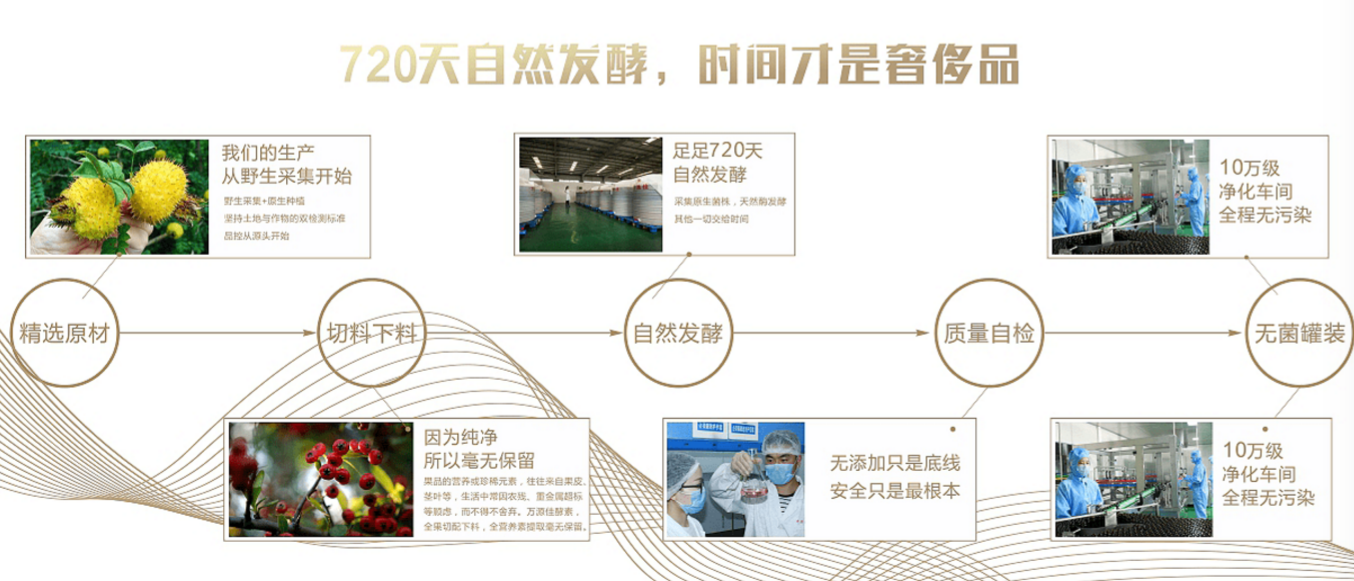 720天自然发酵，时间才是奢侈品
我们的生产
从野生采集开始
野生采集+原生种植
坚持土地与作物的双检测标准
品控从源头开始
足足720天
自然发酵
采集原生菌株，天然酶发酵
其他一切交给时间
10万级
净化车间
全程无污染
精选原材
切料下料
自然发酵
质量自检
无菌罐装
因为纯净
所以毫无保留
果品的营养或珍稀元素，往往来自果皮、
茎叶等，生活中常因农残、重金属超标
等顾虑，而不得不舍弃。万源佳酵素，
全果切配下料，全营养素提取毫无保留。
无添加只是底线
安全只是最根本
10万级
净化车间
全程无污染